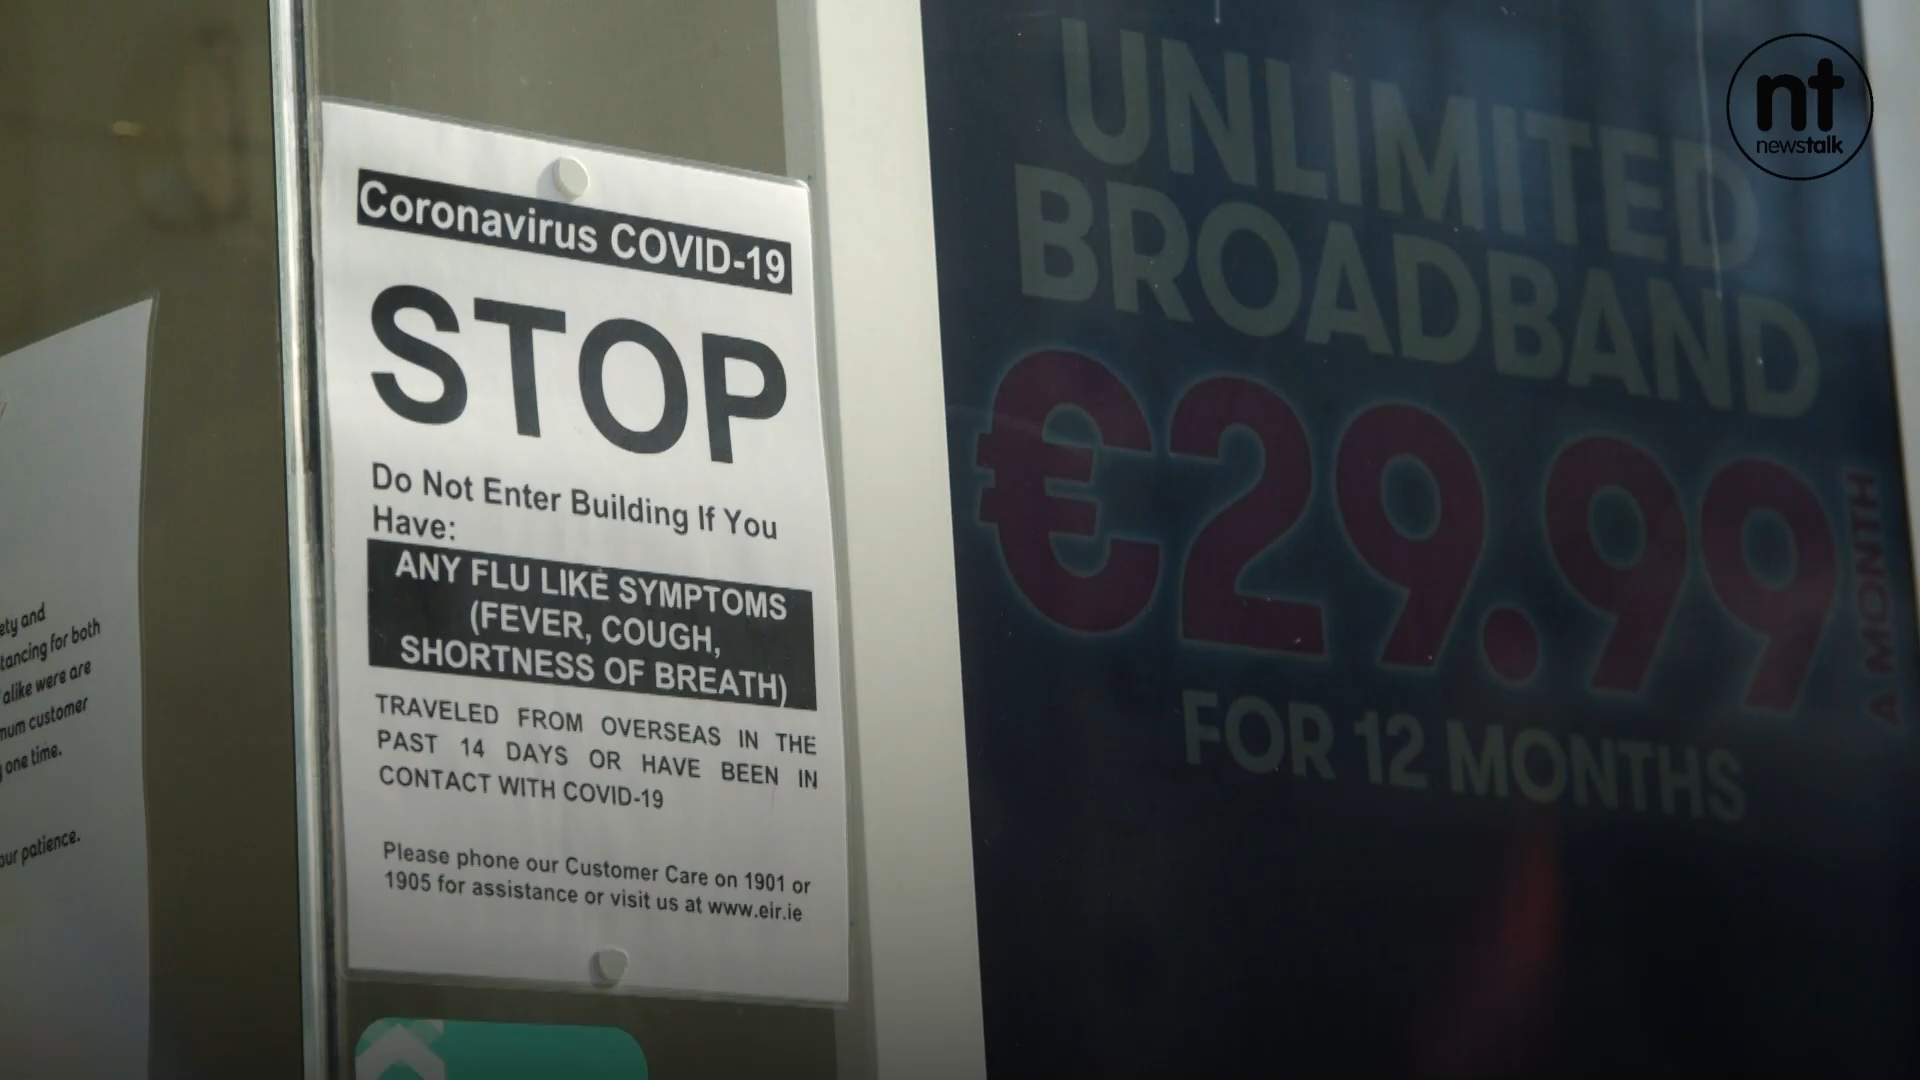 ety and
tancing for both
alike were are
mum customer
one time.
our patience.
Coronavirus COVID-19
STOP
Do Not Enter Building If You
Have:
ANY FLU LIKE SYMPTOMS
(FEVER, COUGH,
SHORTNESS OF BREATH)
TRAVELED FROM OVERSEAS IN THE
PAST 14 DAYS OR HAVE BEEN IN
CONTACT WITH COVID-19
Please phone our Customer Care on 1901 or
1905 for assistance or visit us at www.eir.ie
UNLIMITED
BROADBAND
€29.99
A MONTH
FOR 12 MONTHS
nt
newstalk